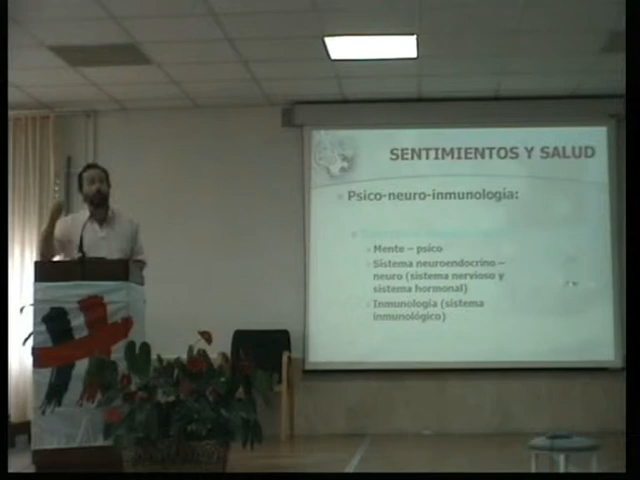 SENTIMIENTOS Y SALUD
Psico-neuro-inmunología:
Mente – psico
Sistema neuroendocrino –
neuro (sistema nervioso y
sistema hormonal)
Inmunología (sistema
inmunológico)